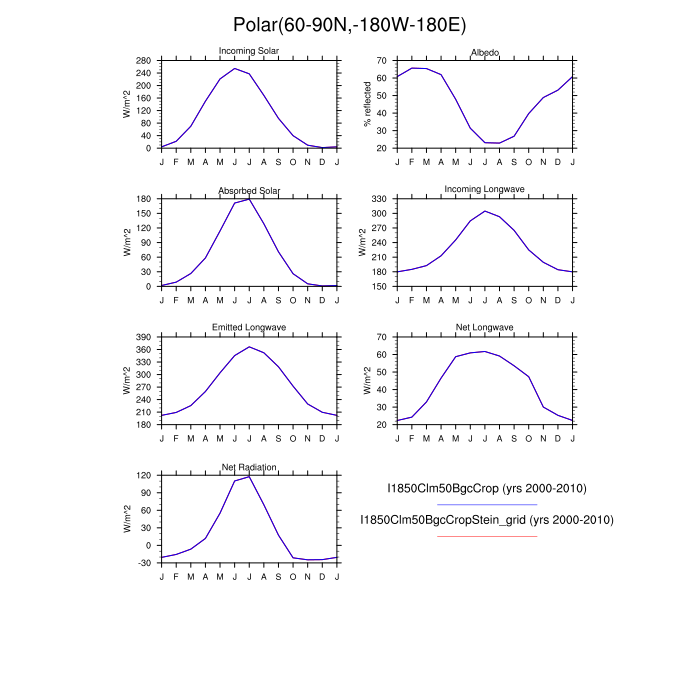 Polar(60-90N,-180W-180E)
Incoming Solar
W/m^2
280
240
200
160
120
80
40
0
J F M A M J J A S O N D J
Albedo
% reflected
70
60
50
40
30
20
J F M A M J J A S O N D J
Absorbed Solar
W/m^2
180
150
120
90
60
30
0
J F M A M J J A S O N D J
Incoming Longwave
W/m^2
330
300
270
240
210
180
150
J F M A M J J A S O N D J
Emitted Longwave
W/m^2
390
360
330
300
270
240
210
180
J F M A M J J A S O N D J
Net Longwave
W/m^2
70
60
50
40
30
20
J F M A M J J A S O N D J
Net Radiation
W/m^2
120
90
60
30
0
-30
J F M A M J J A S O N D J
I1850Clm50BgcCrop (yrs 2000-2010)
I1850Clm50BgcCropStein_grid (yrs 2000-2010)